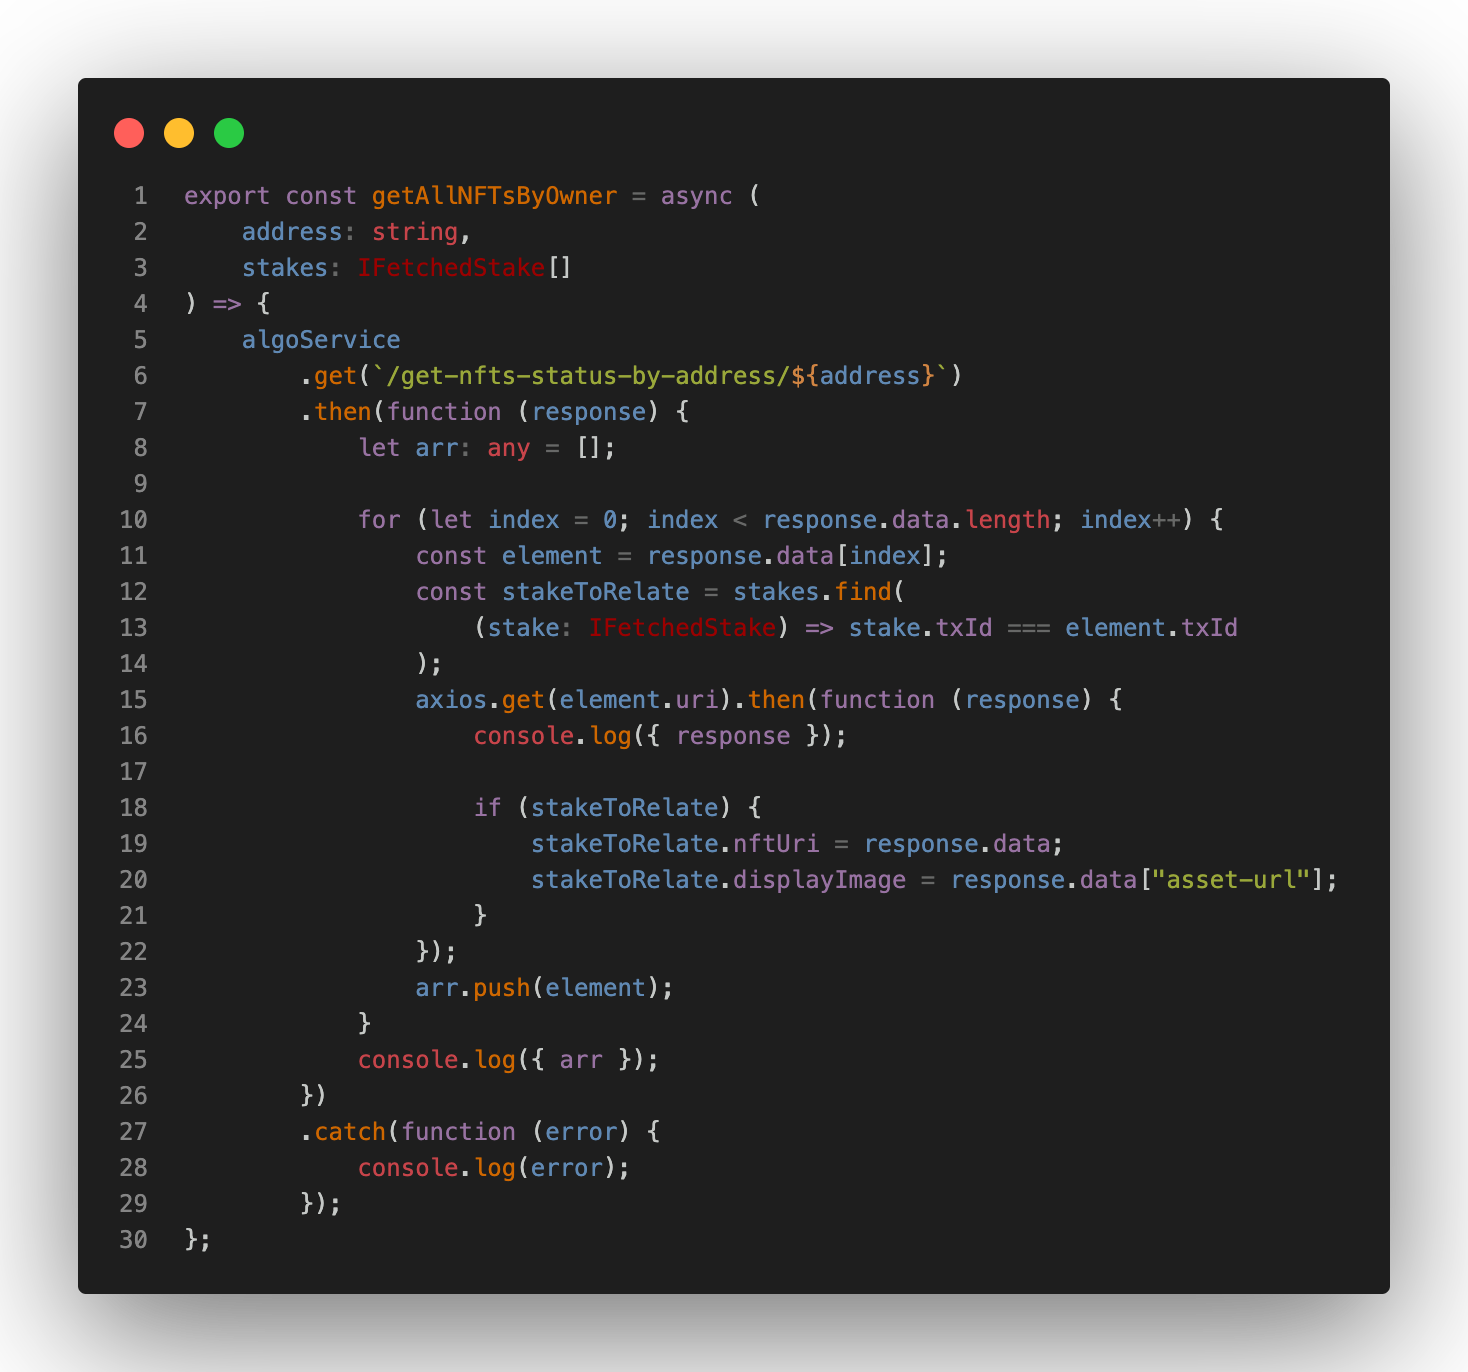 1 export const getAllNFTsByOwner = async (
2     address: string,
3     stakes: IFetchedStake[]
4 ) => {
5     algoService
6         .get(`/get-nfts-status-by-address/${address}`)
7         .then(function (response) {
8             let arr: any = [];
9
10             for (let index = 0; index < response.data.length; index++) {
11                 const element = response.data[index];
12                 const stakeToRelate = stakes.find(
13                     (stake: IFetchedStake) => stake.txId === element.txId
14                 );
15                 axios.get(element.uri).then(function (response) {
16                     console.log({ response });
17
18                     if (stakeToRelate) {
19                         stakeToRelate.nftUri = response.data;
20                         stakeToRelate.displayImage = response.data["asset-url"];
21                     }
22                 });
23                 arr.push(element);
24             }
25             console.log({ arr });
26         })
27         .catch(function (error) {
28             console.log(error);
29         });
30 };